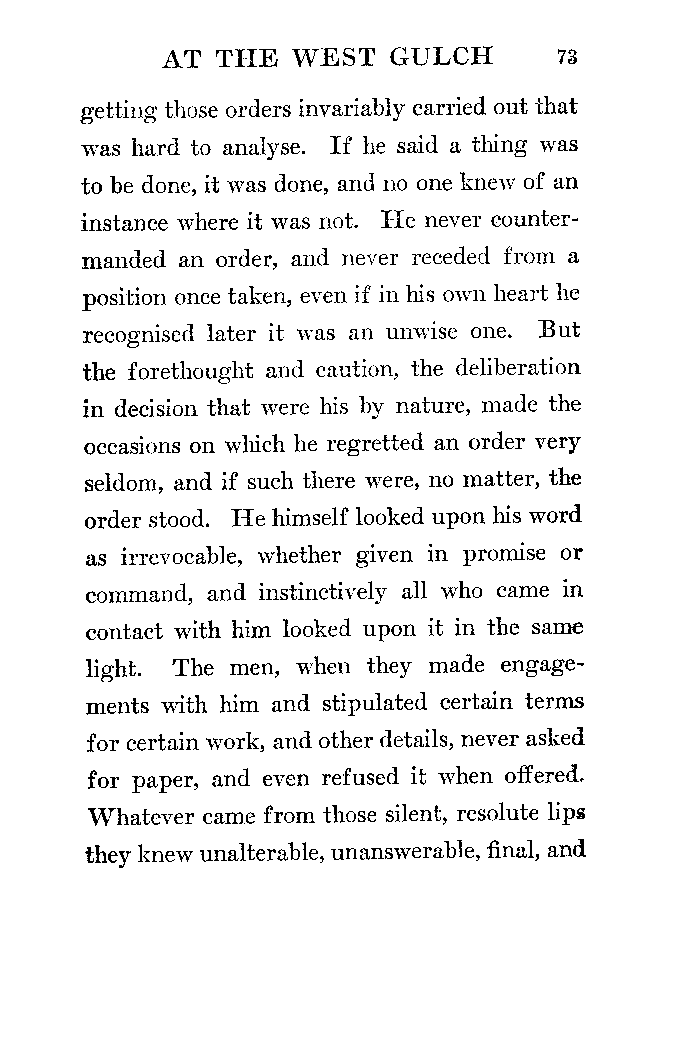 AT THE WEST GULCH 73
getting those orders invariably carried out that
was hard to analyse. If he said a thing was
to be done, it was done, and no one knew of an
instance where it was not. He never counter-
manded an order, and never receded from a
position once taken, even if in his own heart he
recognised later it was an unwise one. But
the forethought and caution, the deliberation
in decision that were his by nature, made the
occasions on which he regretted an order very
seldom, and if such there were, no matter, the
order stood. He himself looked upon his word
as irrevocable, whether given in promise or
command, and instinctively all who came in
contact with him looked upon it in the same
light. The men, when they made engage-
ments with him and stipulated certain terms
for certain work, and other details, never asked
for paper, and even refused it when offered.
Whatever came from those silent, resolute lips
they knew unalterable, unanswerable, final, and